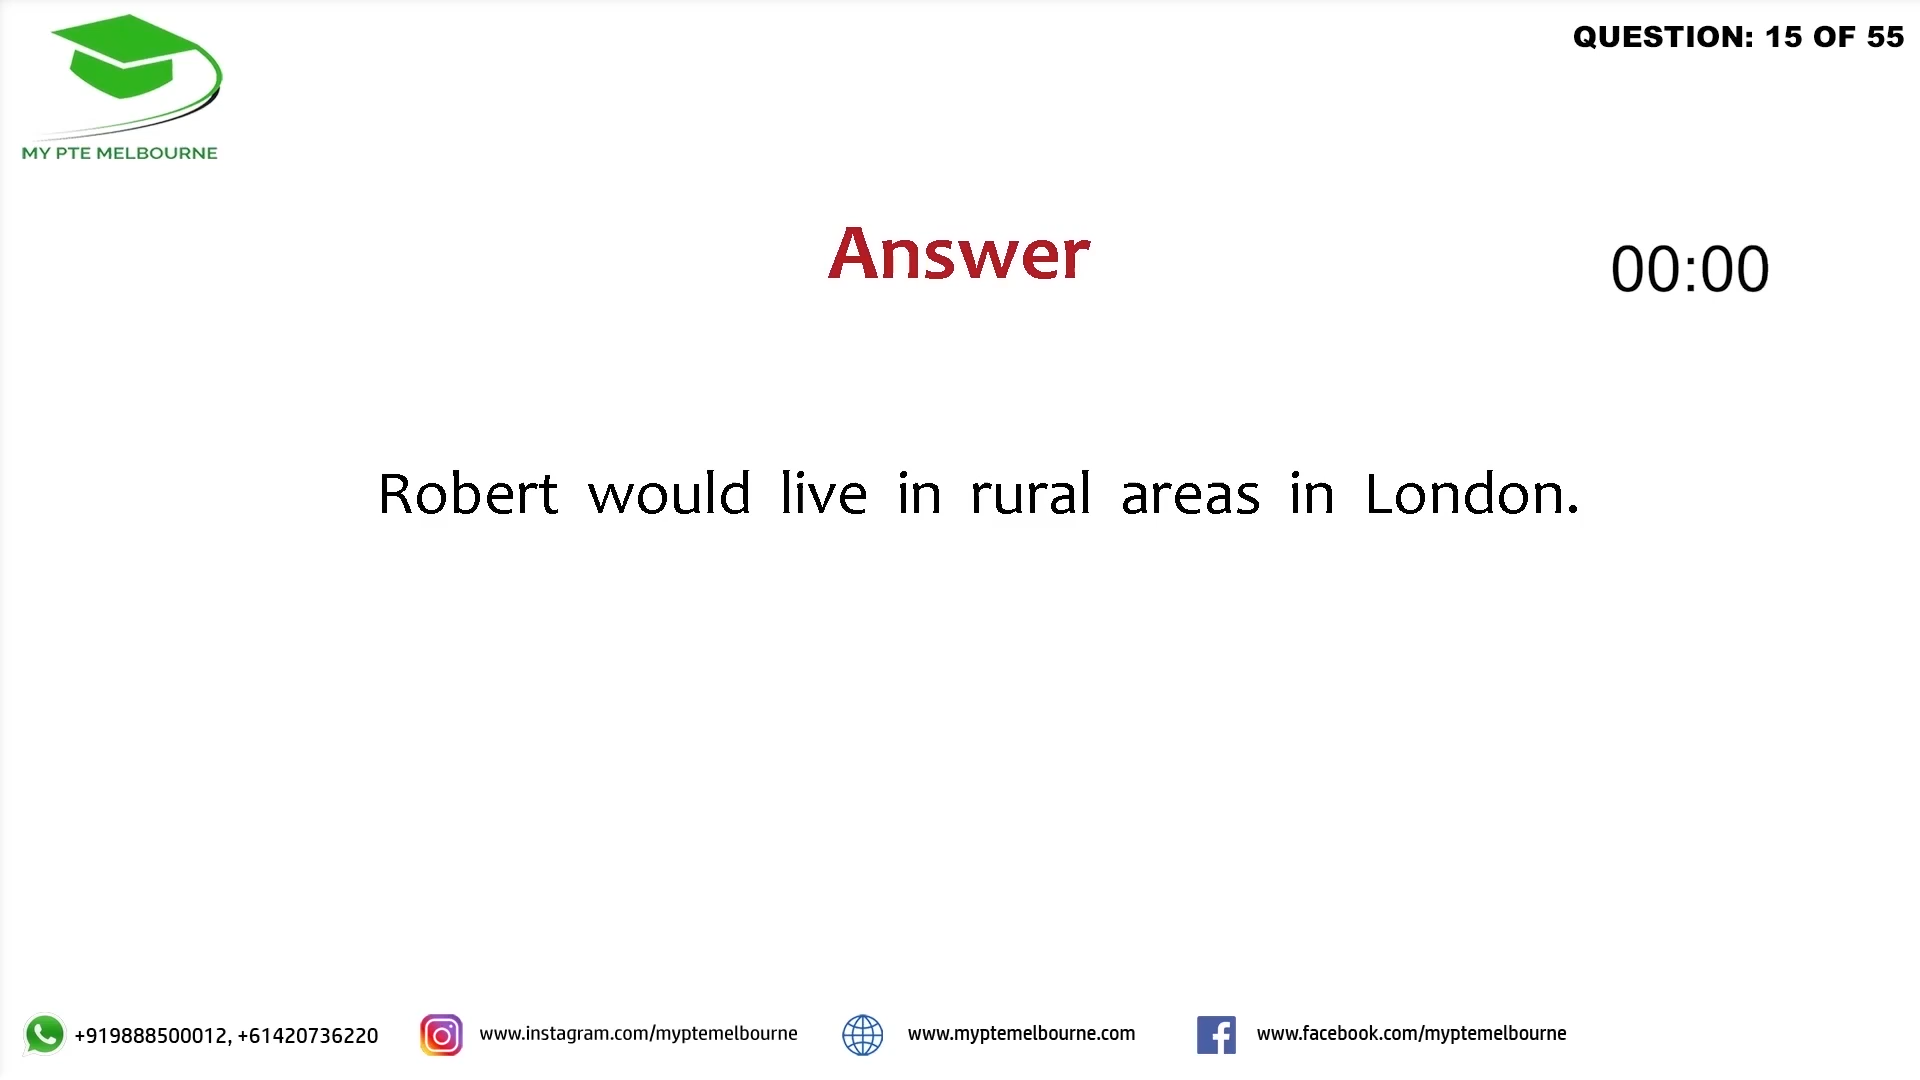 QUESTION: 15 OF 55
MY PTE MELBOURNE
Answer
00:00
Robert would live in rural areas in London.
+919888500012, +61420736220
www.instagram.com/myptemelbourne
www.myptemelbourne.com
www.facebook.com/myptemelbourne